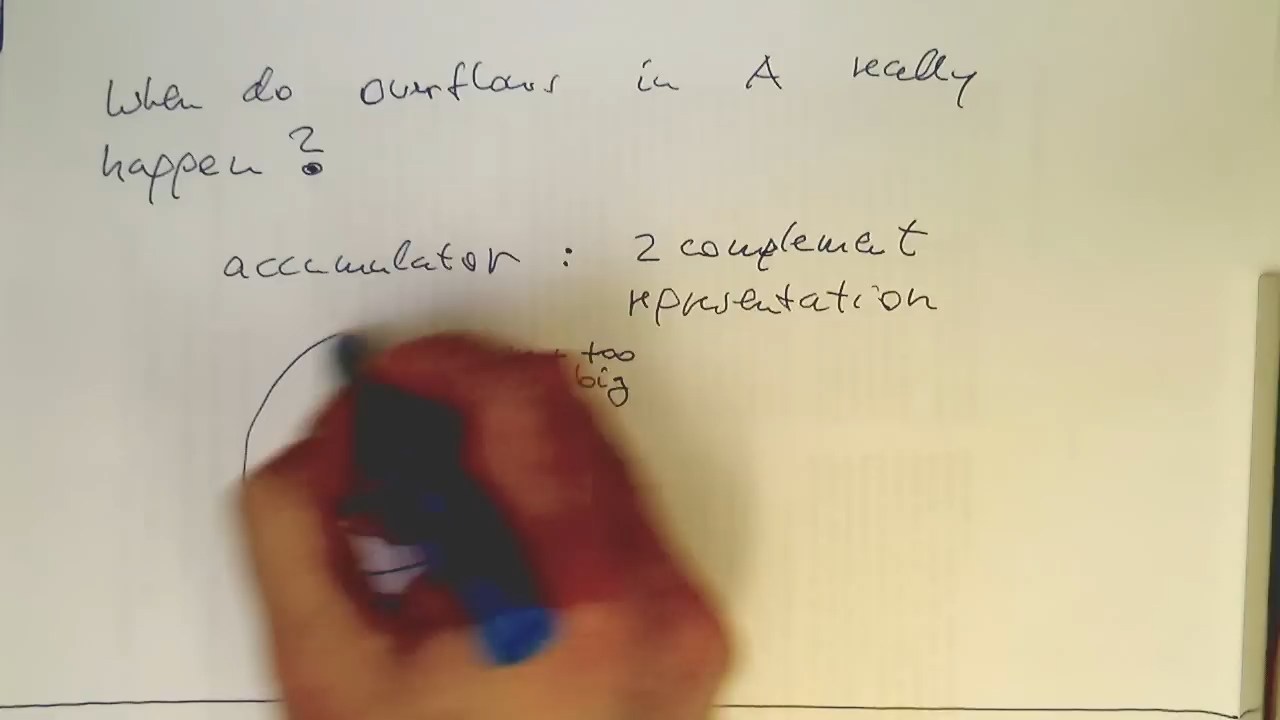 When do overflows in A really
happen ?
accumulator : 2 complement
representation
too
big